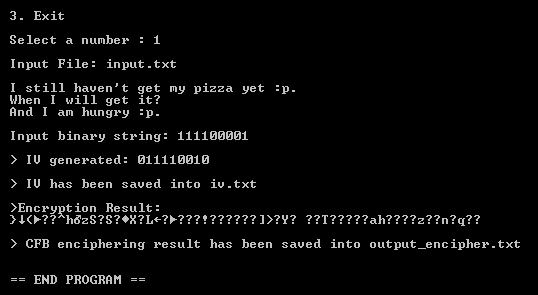 3. Exit
Select a number : 1
Input File: input.txt
I still haven't get my pizza yet :p.
When I will get it?
And I am hungry :p.
Input binary string: 111100001
> IV generated: 011110010
> IV has been saved into iv.txt
>Encryption Result:
)↓(►??^hözS?S?♦X?L←?►???!??????]>?Y? ??T?????ah????z??n?q??
> CFB enciphering result has been saved into output_encipher.txt
== END PROGRAM ==